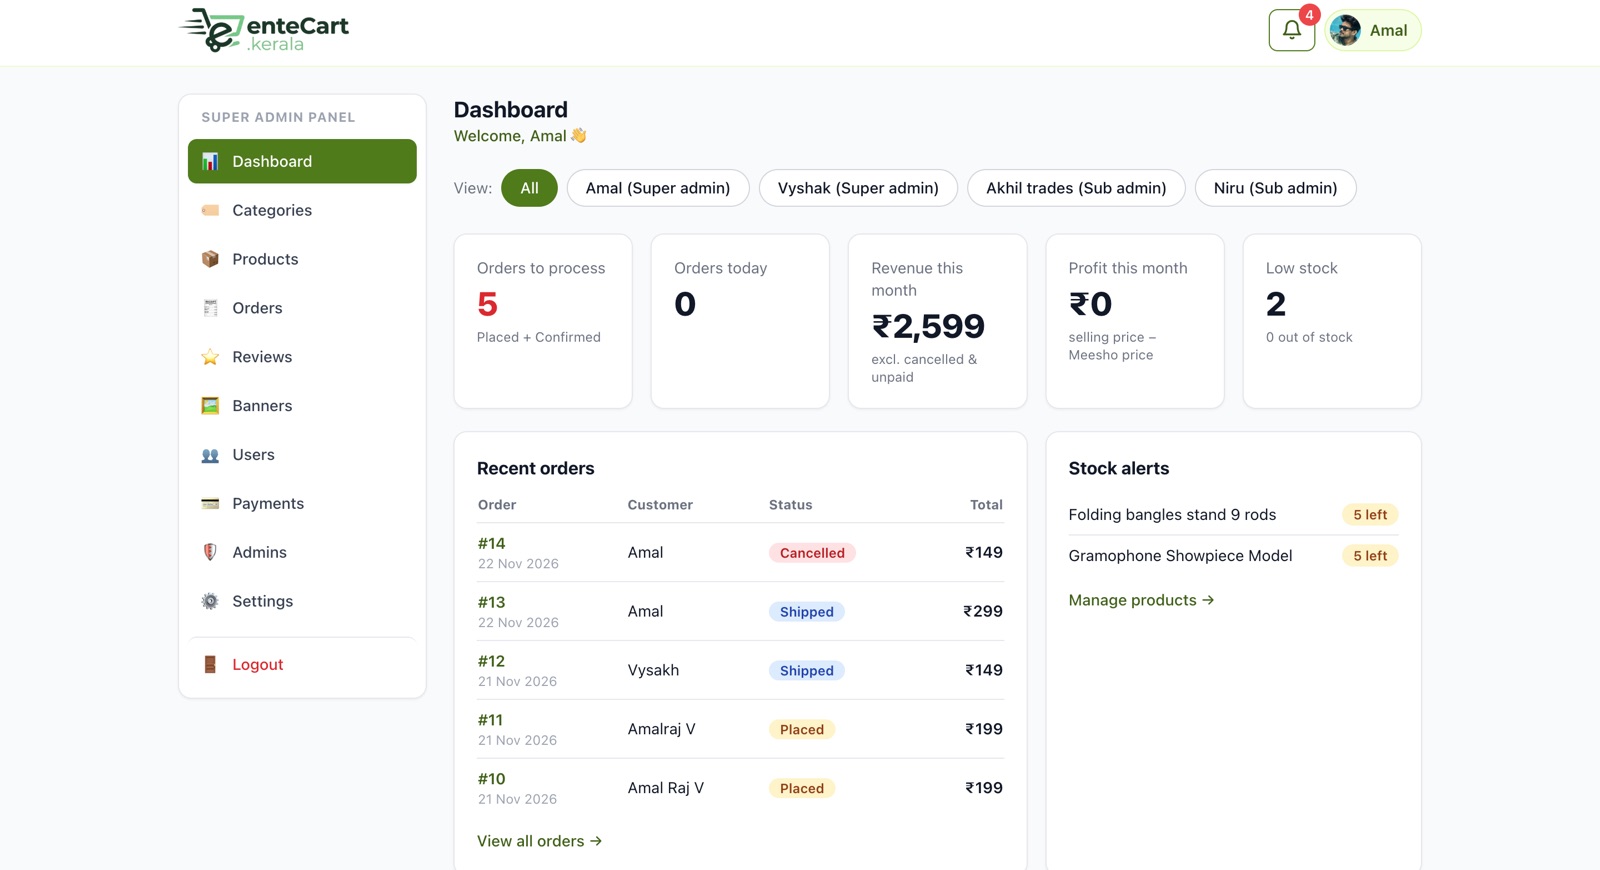 enteCart
.kerala
4
Amal
SUPER ADMIN PANEL
Dashboard
Categories
Products
Orders
Reviews
Banners
Users
Payments
Admins
Settings
Logout
Dashboard
Welcome, Amal 👋
View: All Amal (Super admin) Vyshak (Super admin) Akhil trades (Sub admin) Niru (Sub admin)
Orders to process
5
Placed + Confirmed
Orders today
0
Revenue this
month
₹2,599
excl. cancelled &
unpaid
Profit this month
₹0
selling price –
Meesho price
Low stock
2
0 out of stock
Recent orders
Order Customer Status Total
#14
22 Nov 2026
Amal Cancelled ₹149
#13
22 Nov 2026
Amal Shipped ₹299
#12
21 Nov 2026
Vysakh Shipped ₹149
#11
21 Nov 2026
Amalraj V Placed ₹199
#10
21 Nov 2026
Amal Raj V Placed ₹199
View all orders →
Stock alerts
Folding bangles stand 9 rods 5 left
Gramophone Showpiece Model 5 left
Manage products →